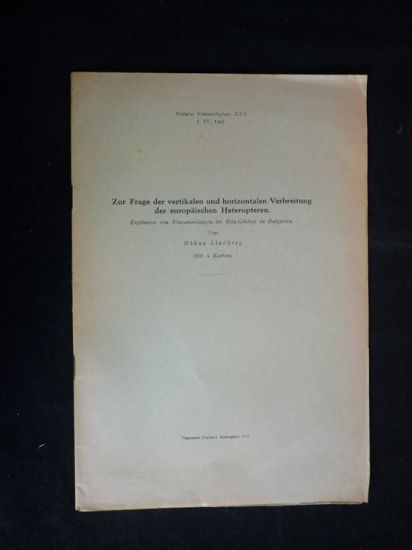 Notulae Entomologicae XXV
Zur Frage der vertikalen und horizontalen Verbreitung
der europäischen Heteropteren.
Ergebnisse von Einsammlungen im Rila-Gebirge in Bulgarien
Von
Håkan Lindberg
(Mit 4 Karten)